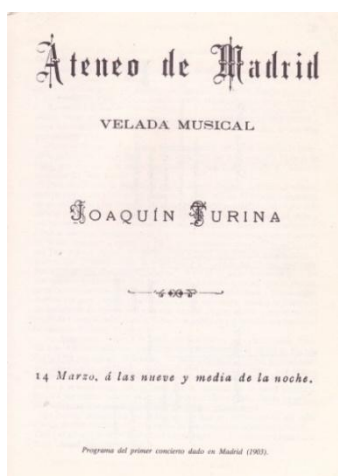 Ateneo de Madrid
VELADA MUSICAL
JOAQUÍN TURINA
14 Marzo, á las nueve y media de la noche.
Programa del primer concierto dado en Madrid (1903).